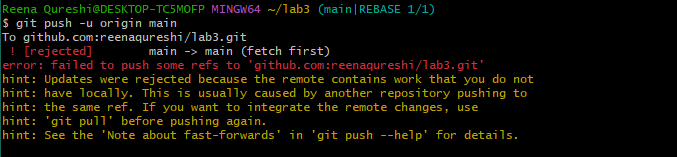 Reena Qureshi@DESKTOP-TC5MOFP MINGW64 ~/lab3 (main|REBASE 1/1)
$ git push -u origin main
To github.com:reenaqureshi/lab3.git
 ! [rejected]        main -> main (fetch first)
error: failed to push some refs to 'github.com:reenaqureshi/lab3.git'
hint: Updates were rejected because the remote contains work that you do not
hint: have locally. This is usually caused by another repository pushing to
hint: the same ref. If you want to integrate the remote changes, use
hint: 'git pull' before pushing again.
hint: See the 'Note about fast-forwards' in 'git push --help' for details.